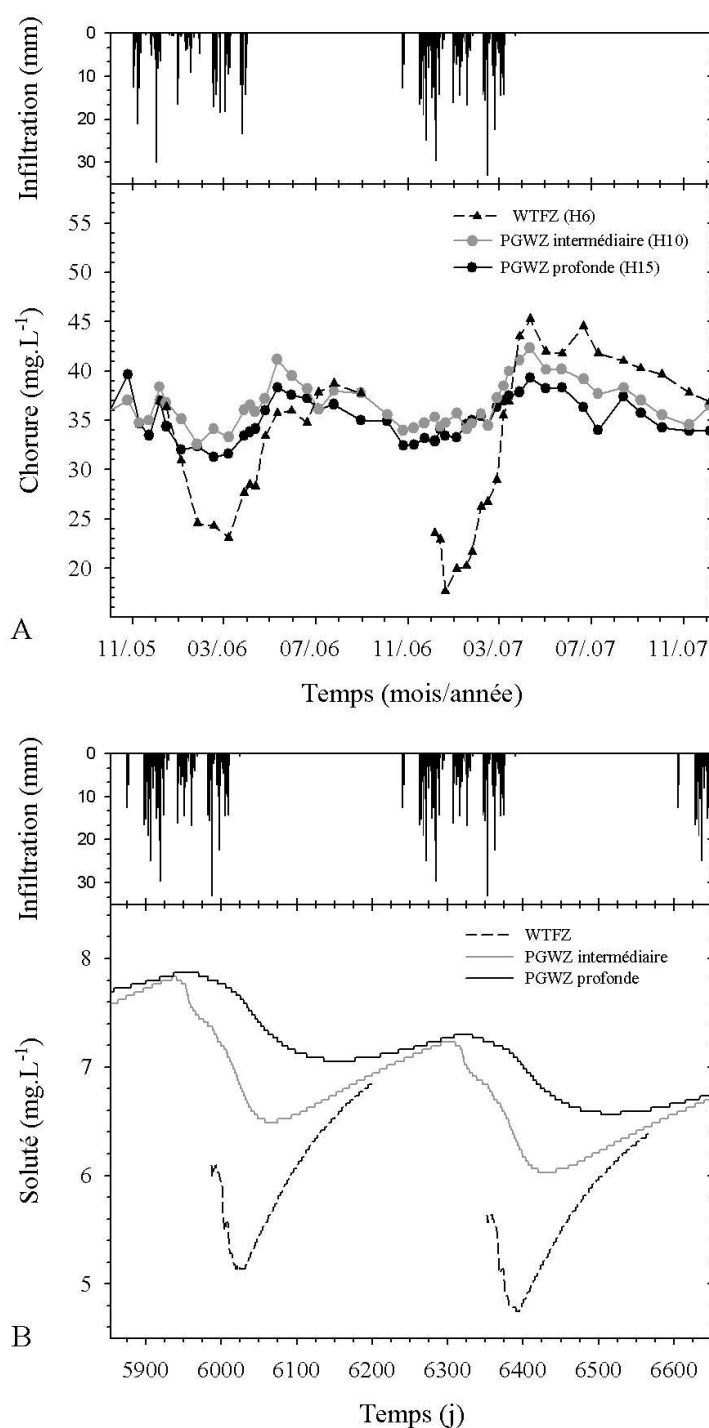 0
10
20
30
Infiltration (mm)
55
50
45
40
35
30
25
20
Chorure (mg.L-1)
WTFZ (H6)
PGWZ intermédiaire (H10)
PGWZ profonde (H15)
A
11/.05 03/.06 07/.06 11/.06 03/.07 07/.07 11/.07
Temps (mois/année)
0
10
20
30
Infiltration (mm)
8
7
6
5
Soluté (mg.L-1)
WTFZ
PGWZ intermédiaire
PGWZ profonde
B
5900 6000 6100 6200 6300 6400 6500 6600
Temps (j)